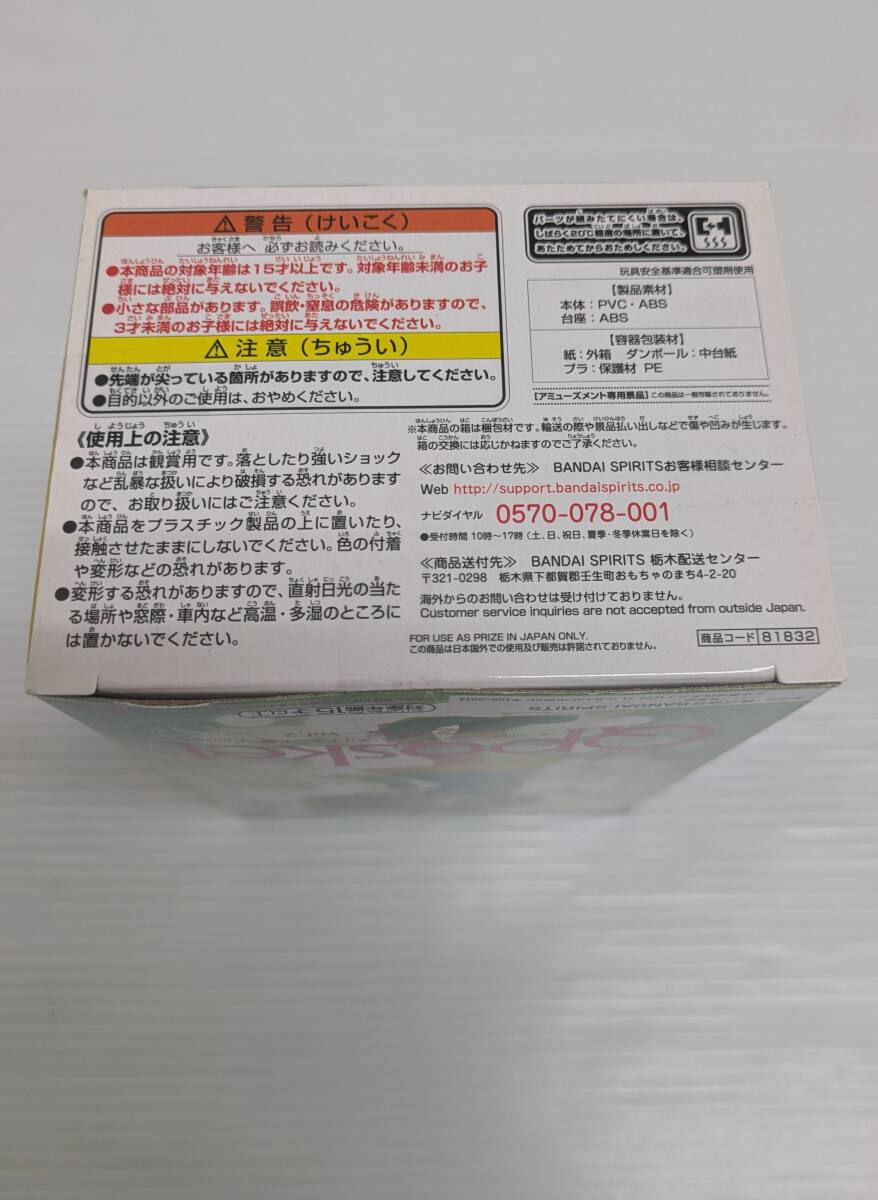 ⚠ 警告（けいこく）
お客様へ 必ずお読みください。
●本商品の対象年齢は15才以上です。対象年齢未満のお子
様には絶対に与えないでください。
●小さな部品があります。誤飲・窒息の危険がありますので、
3才未満のお子様には絶対に与えないでください。
⚠ 注意（ちゅうい）
●先端が尖っている箇所がありますので、注意してください。
●目的以外のご使用は、おやめください。
《使用上の注意》
●本商品は観賞用です。落としたり強いショック
など乱暴な扱いにより破損する恐れがあります
ので、お取り扱いにはご注意ください。
●本商品をプラスチック製品の上に置いたり、
接触させたままにしないでください。色の付着
や変形などの恐れがあります。
●変形する恐れがありますので、直射日光の当た
る場所や窓際・車内など高温・多湿のところに
は置かないでください。
パーツが組みたてにくい場合は、
しばらく20℃程度の場所に置いて、
あたためてからおためしください。
玩具安全基準適合可塑剤使用
【製品素材】
本体：PVC・ABS
台座：ABS
【容器包装材】
紙：外箱 ダンボール：中台紙
プラ：保護材 PE
【アミューズメント専用景品】この商品は一般市販されておりません。
※本商品の箱は梱包材です。輸送の際や景品払い出しなどで傷や凹みが生じます。
箱の交換には応じかねますのでご了承ください。
≪お問い合わせ先≫ BANDAI SPIRITSお客様相談センター
Web http://support.bandaispirits.co.jp
ナビダイヤル 0570-078-001
●受付時間 10時～17時（土、日、祝日、夏季・冬季休業日を除く）
≪商品送付先≫ BANDAI SPIRITS 栃木配送センター
〒321-0298 栃木県下都賀郡壬生町おもちゃのまち4-2-20
海外からのお問い合わせは受け付けておりません。
Customer service inquiries are not accepted from outside Japan.
FOR USE AS PRIZE IN JAPAN ONLY.
この商品は日本国外での使用及び販売は許諾されておりません。
商品コード 81832
対象年齢15才以上
BANDAI SPIRITS
Vol.2
Qposket